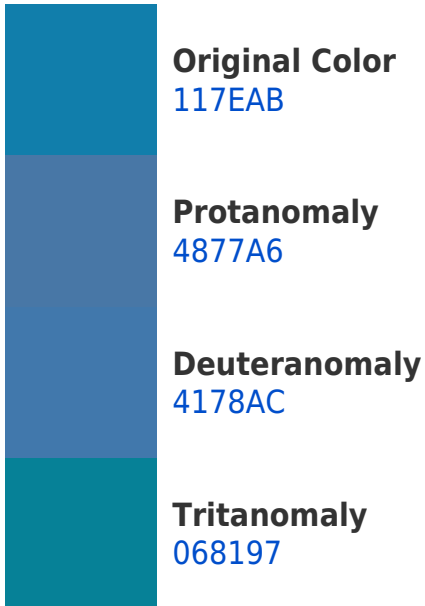 Original Color
117EAB
Protanomaly
4877A6
Deuteranomaly
4178AC
Tritanomaly
068197